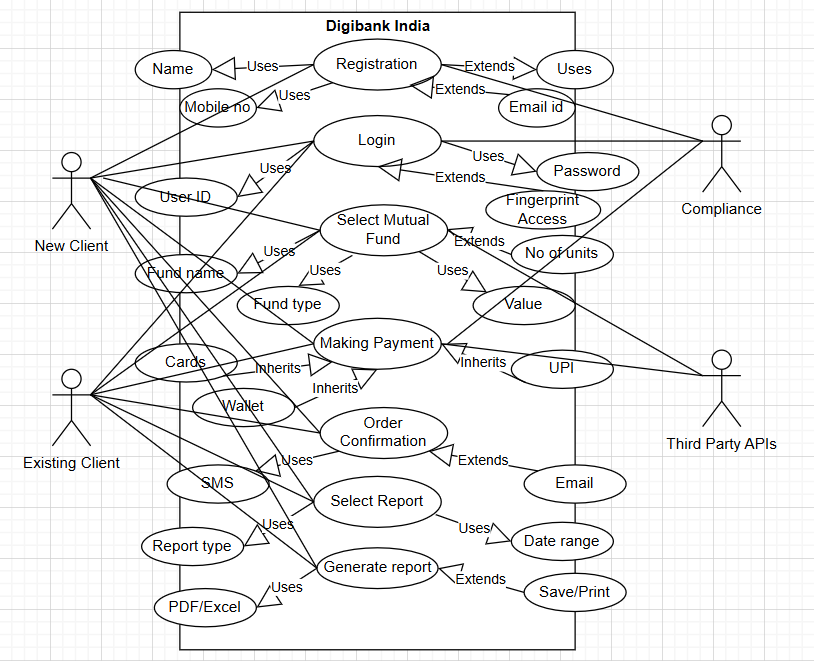 Digibank India
Name
Uses
Registration
Extends
Uses
Mobile no
Uses
Extends
Email id
Login
Uses
Uses
Password
Extends
User ID
Fingerprint
Access
New Client
Compliance
Select Mutual
Fund
Uses
Extends
No of units
Fund name
Uses
Uses
Fund type
Value
Making Payment
Cards
Inherits
Inherits
UPI
Inherits
Wallet
Order
Confirmation
Existing Client
Third Party APIs
Uses
Extends
SMS
Email
Select Report
Uses
Uses
Report type
Date range
Generate report
Uses
Extends
Save/Print
PDF/Excel